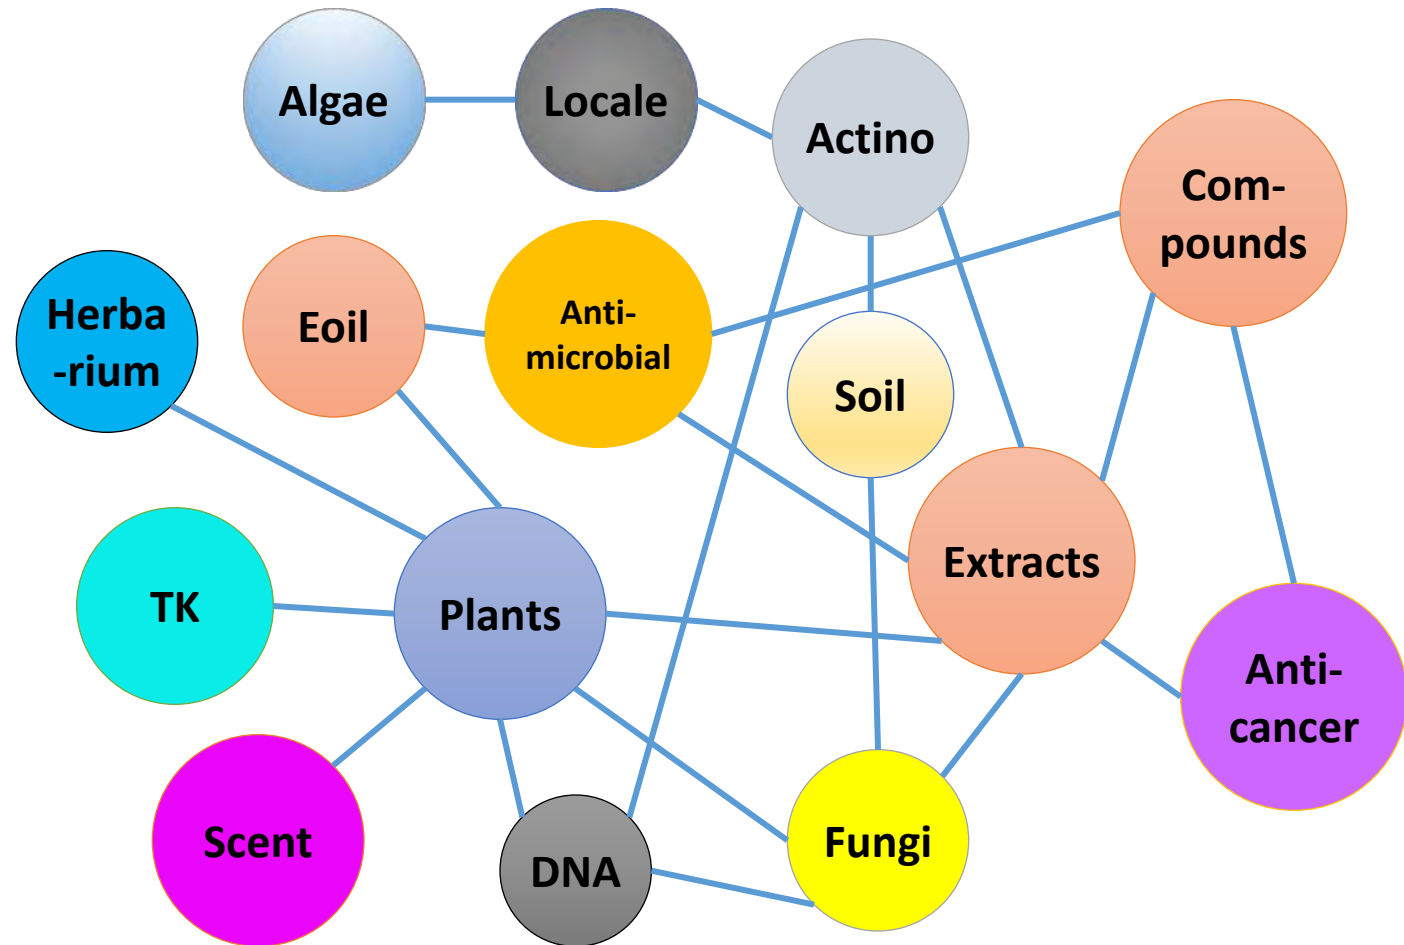 Algae
Locale
Actino
Com-
pounds
Herba
-rium
Eoil
Anti-
microbial
Soil
Extracts
TK
Plants
Anti-
cancer
Scent
DNA
Fungi